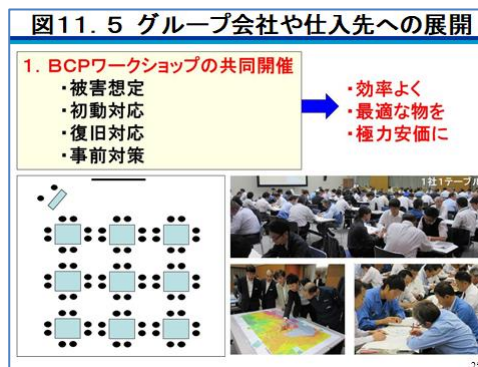 図11.5 グループ会社や仕入先への展開
1. BCPワークショップの共同開催
・被害想定
・初動対応
・復旧対応
・事前対策
・効率よく
・最適な物を
・極力安価に
1社1テーブル